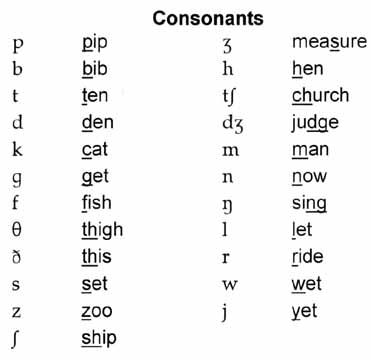 Consonants
p pip ʒ measure
b bib h hen
t ten tʃ church
d den dʒ judge
k cat m man
g get n now
f fish ŋ sing
θ thigh l let
ð this r ride
s set w wet
z zoo j yet
ʃ ship